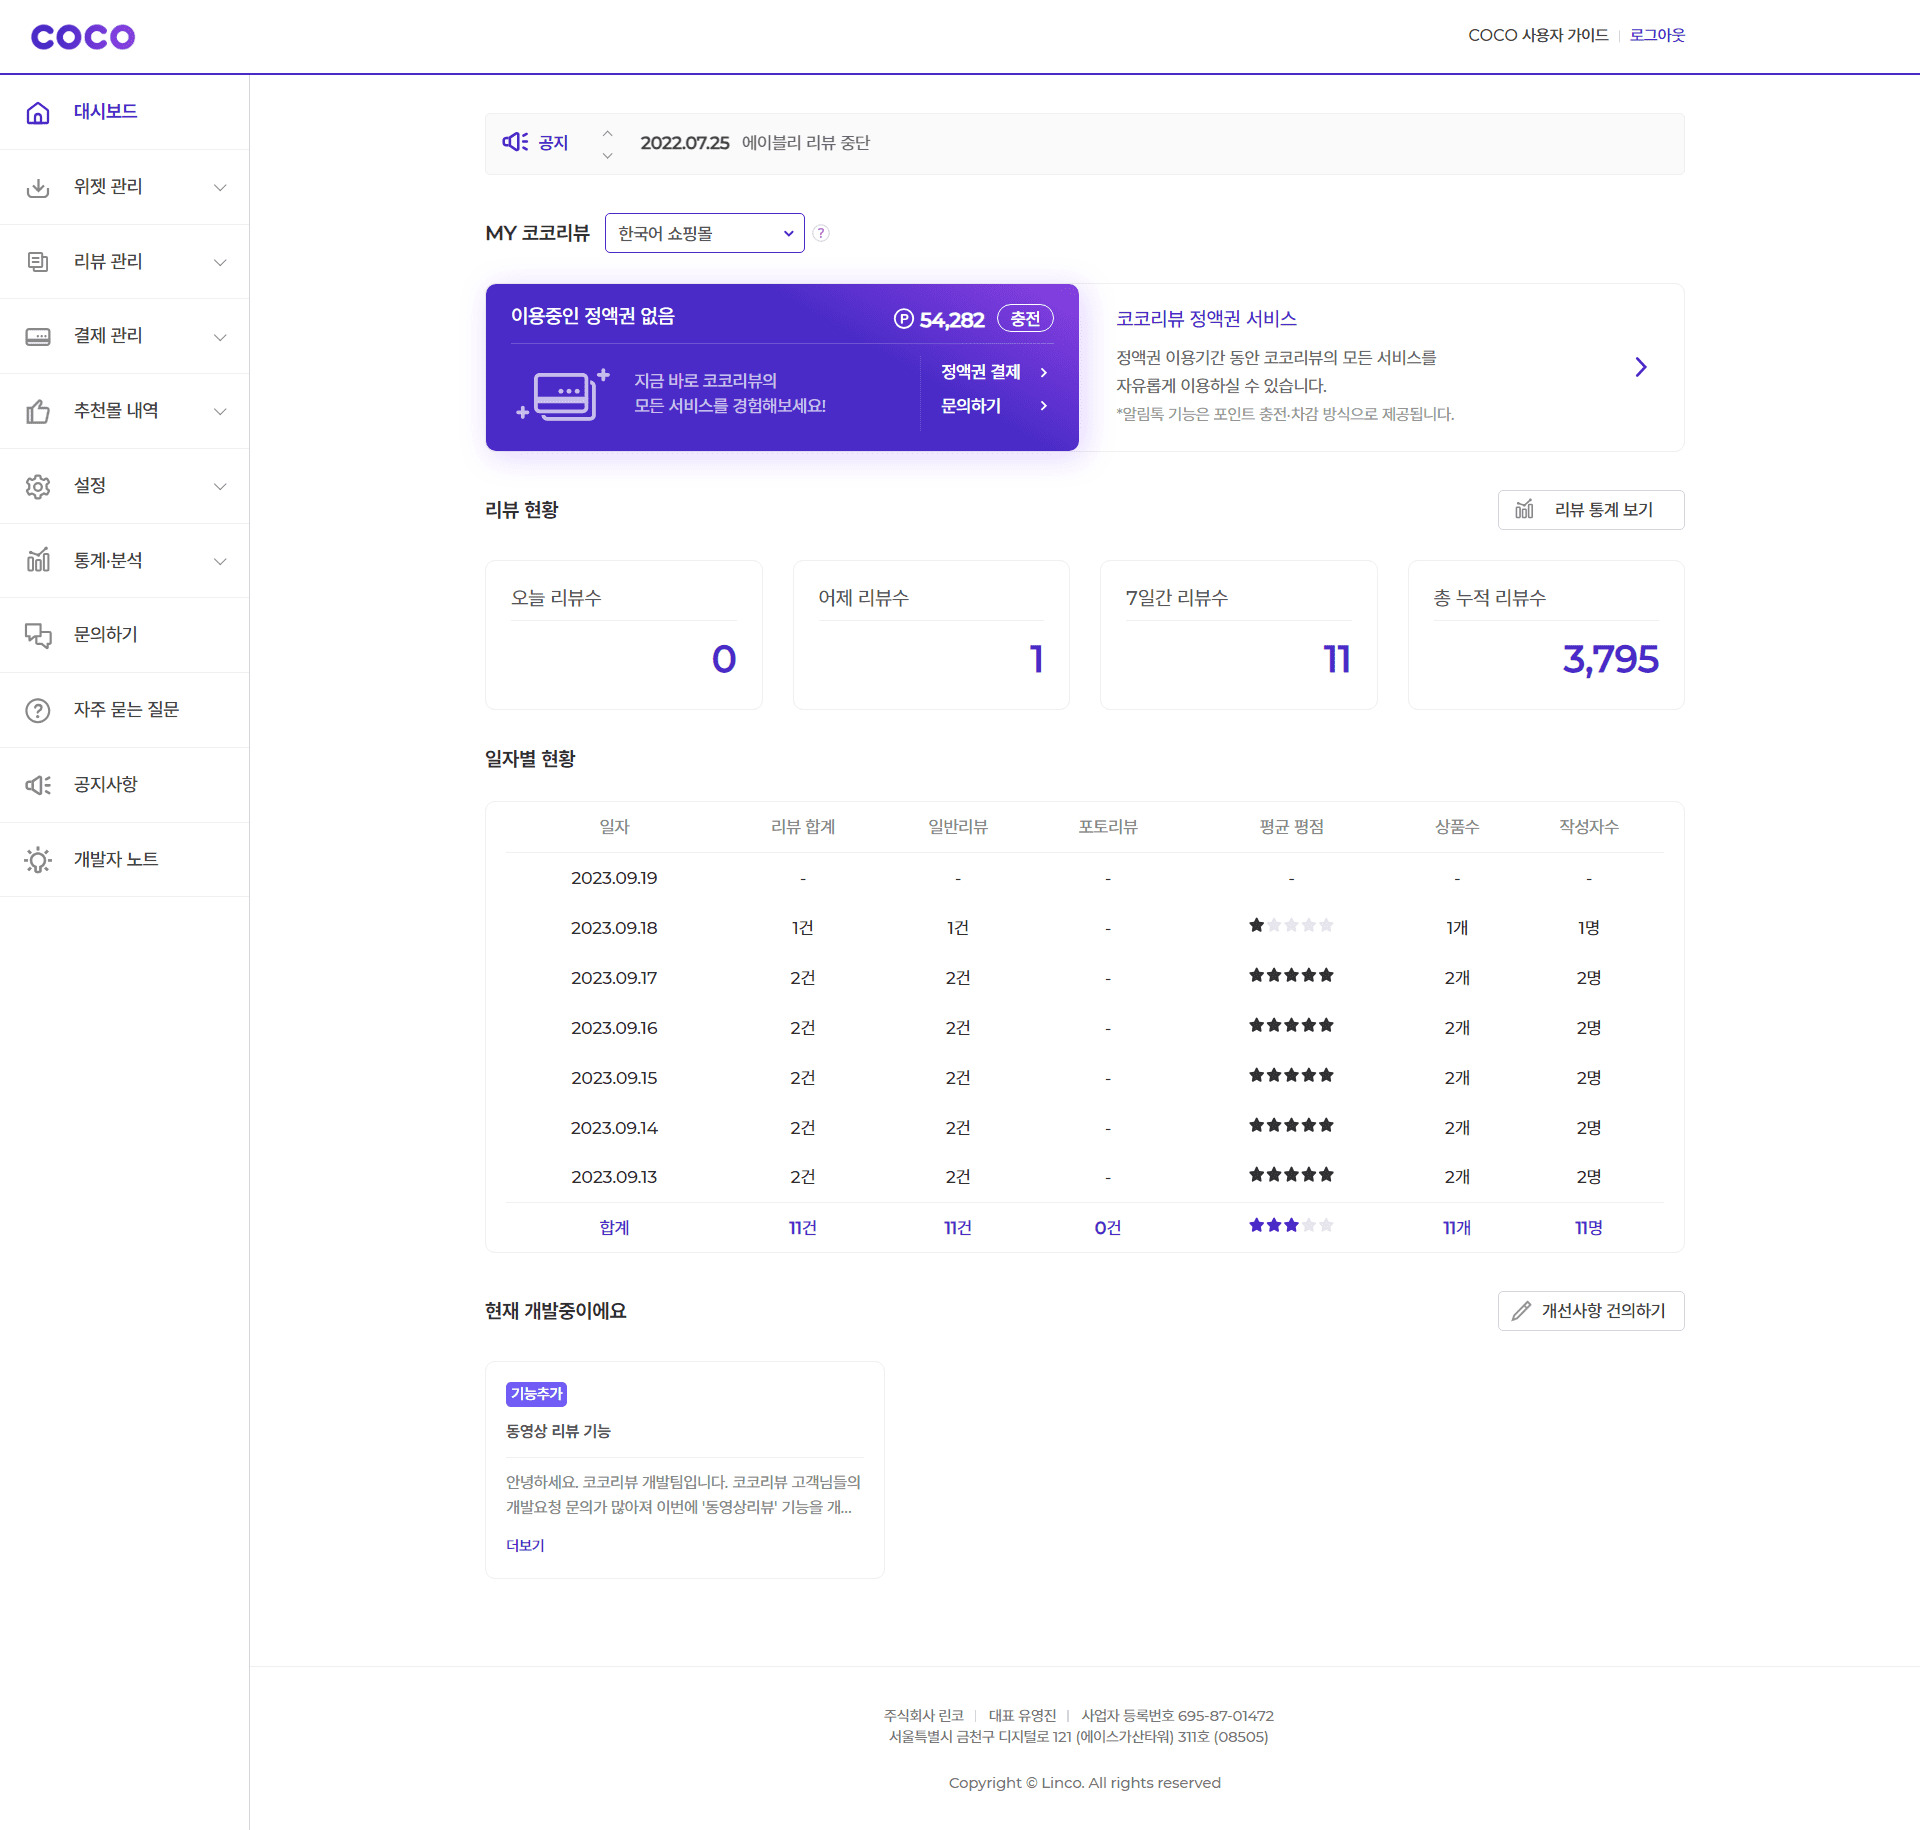 COCO
COCO 사용자 가이드
로그아웃
대시보드
위젯 관리
리뷰 관리
결제 관리
추천몰 내역
설정
통계·분석
문의하기
자주 묻는 질문
공지사항
개발자 노트
공지
2022.07.25 에이블리 리뷰 중단
MY 코코리뷰
한국어 쇼핑몰
?
이용중인 정액권 없음
P 54,282 충전
지금 바로 코코리뷰의
모든 서비스를 경험해보세요!
정액권 결제
문의하기
코코리뷰 정액권 서비스
정액권 이용기간 동안 코코리뷰의 모든 서비스를
자유롭게 이용하실 수 있습니다.
*알림톡 기능은 포인트 충전·차감 방식으로 제공됩니다.
리뷰 현황
리뷰 통계 보기
오늘 리뷰수
0
어제 리뷰수
1
7일간 리뷰수
11
총 누적 리뷰수
3,795
일자별 현황
일자 리뷰 합계 일반리뷰 포토리뷰 평균 평점 상품수 작성자수
2023.09.19 - - - - - -
2023.09.18 1건 1건 - ★★★★★ 1개 1명
2023.09.17 2건 2건 - ★★★★★ 2개 2명
2023.09.16 2건 2건 - ★★★★★ 2개 2명
2023.09.15 2건 2건 - ★★★★★ 2개 2명
2023.09.14 2건 2건 - ★★★★★ 2개 2명
2023.09.13 2건 2건 - ★★★★★ 2개 2명
합계 11건 11건 0건 ★★★★★ 11개 11명
현재 개발중이에요
개선사항 건의하기
기능추가
동영상 리뷰 기능
안녕하세요. 코코리뷰 개발팀입니다. 코코리뷰 고객님들의
개발요청 문의가 많아져 이번에 '동영상리뷰' 기능을 개...
더보기
주식회사 린코 | 대표 유영진 | 사업자 등록번호 695-87-01472
서울특별시 금천구 디지털로 121 (에이스가산타워) 311호 (08505)
Copyright © Linco. All rights reserved